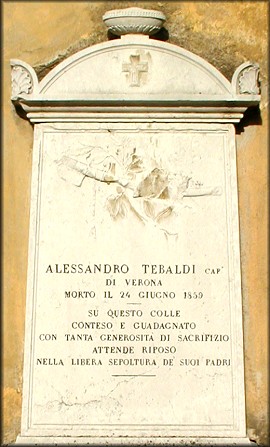 ALESSANDRO TEBALDI CAP.
DI VERONA
MORTO IL 24 GIUGNO 1859
SU QUESTO COLLE
CONTESO E GUADAGNATO
CON TANTA GENEROSITA DI SACRIFIZIO
ATTENDE RIPOSO
NELLA LIBERA SEPOLTURA DE' SUOI PADRI